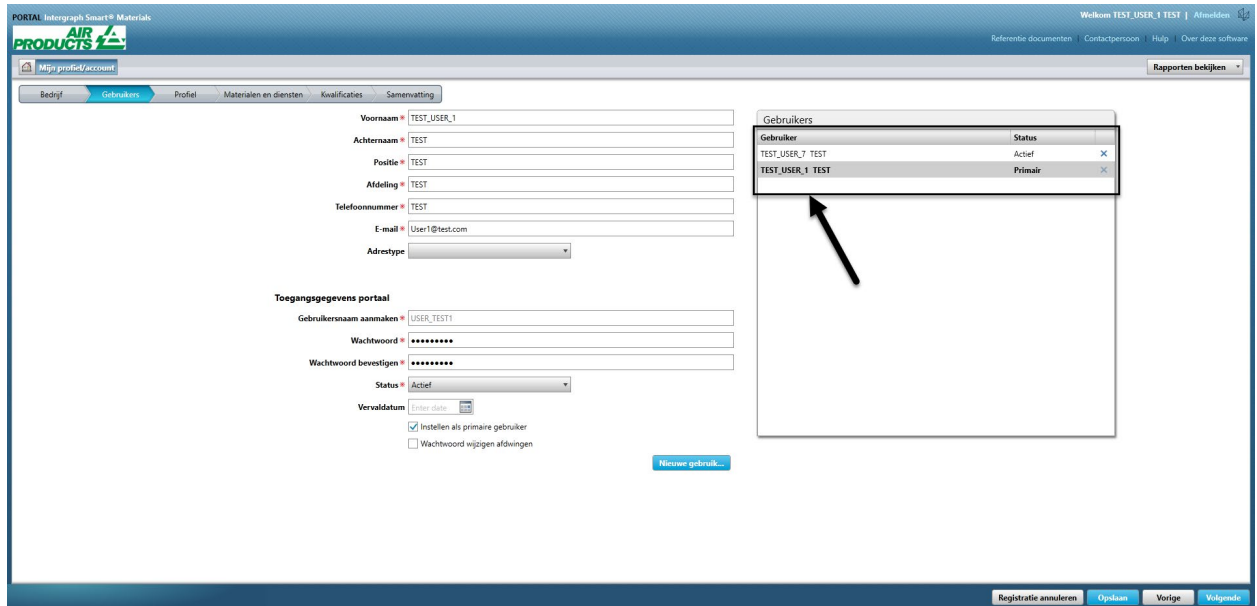 PORTAL Intergraph Smart® Materials
Welkom TEST_USER_1 TEST | Afmelden
AIR PRODUCTS
Referentie documenten | Contactpersoon | Hulp | Over deze software
Mijn profiel/account
Rapporten bekijken
Bedrijf Gebruikers Profiel Materialen en diensten Kwalificaties Samenvatting
Voornaam * TEST_USER_1
Achternaam * TEST
Positie * TEST
Afdeling * TEST
Telefoonnummer * TEST
E-mail * User1@test.com
Adrestype
Toegangsgegevens portaal
Gebruikersnaam aanmaken * USER_TEST1
Wachtwoord * •••••••••
Wachtwoord bevestigen * •••••••••
Status * Actief
Vervaldatum Enter date
Instellen als primaire gebruiker
Wachtwoord wijzigen afdwingen
Nieuwe gebruik...
Gebruikers
Gebruiker Status
TEST_USER_7 TEST Actief ×
TEST_USER_1 TEST Primair ×
Registratie annuleren Opslaan Vorige Volgende